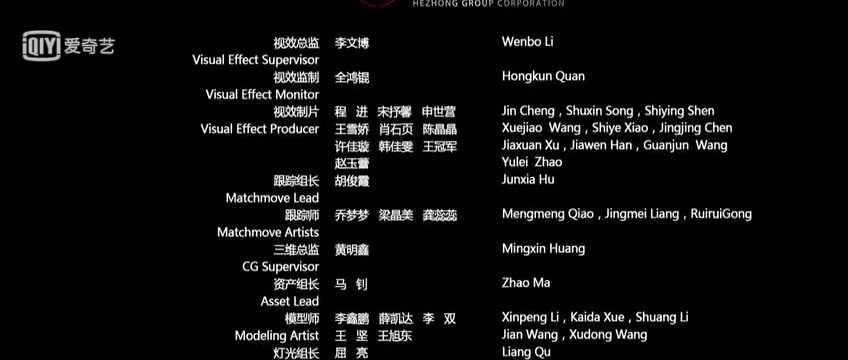 HEZHONG GROUP CORPORATION
iQIYI 爱奇艺
视效总监 李文博 Wenbo Li
Visual Effect Supervisor
视效监制 全鸿锟 Hongkun Quan
Visual Effect Monitor
视效制片 程 进 宋抒馨 申世营 Jin Cheng , Shuxin Song , Shiying Shen
Visual Effect Producer 王雪娇 肖石页 陈晶晶 Xuejiao Wang , Shiye Xiao , Jingjing Chen
许佳璇 韩佳雯 王冠军 Jiaxuan Xu , Jiawen Han , Guanjun Wang
赵玉蕾 Yulei Zhao
跟踪组长 胡俊霞 Junxia Hu
Matchmove Lead
跟踪师 乔梦梦 梁晶美 龚蕊蕊 Mengmeng Qiao , Jingmei Liang , RuiruiGong
Matchmove Artists
三维总监 黄明鑫 Mingxin Huang
CG Supervisor
资产组长 马 钊 Zhao Ma
Asset Lead
模型师 李鑫鹏 薛凯达 李 双 Xinpeng Li , Kaida Xue , Shuang Li
Modeling Artist 王 坚 王旭东 Jian Wang , Xudong Wang
灯光组长 屈 亮 Liang Qu